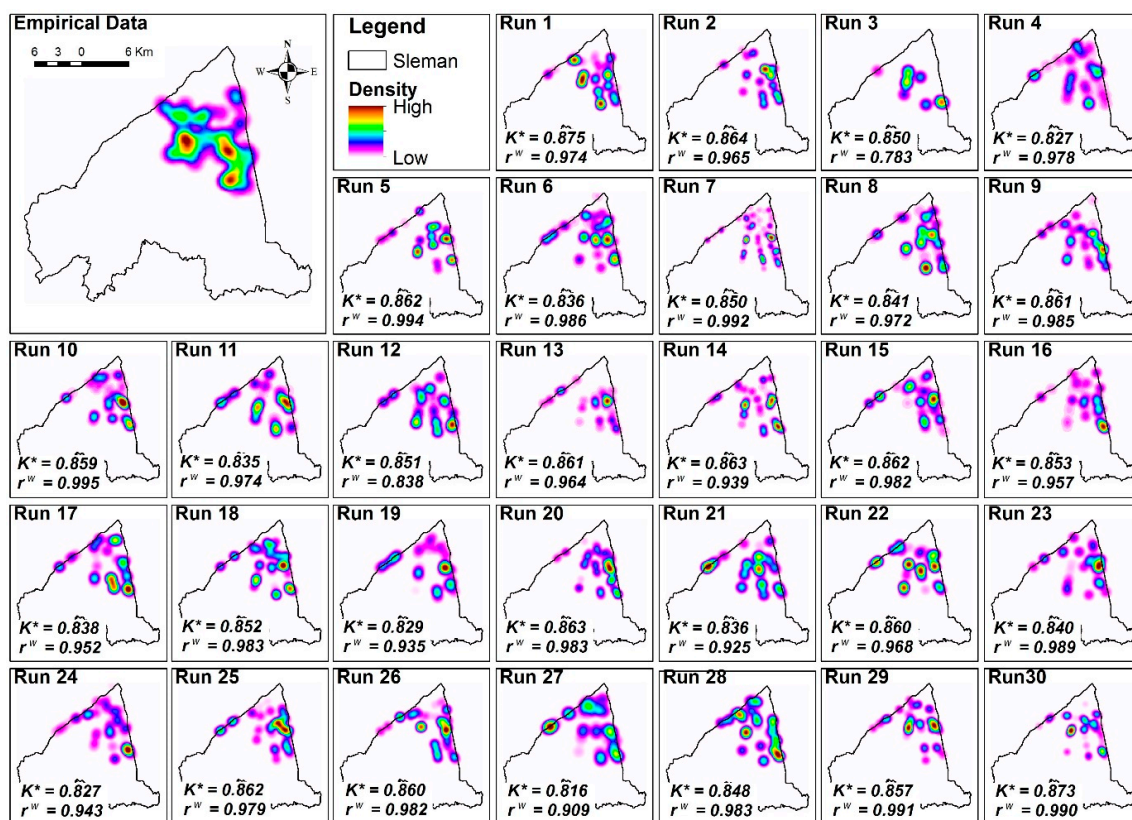 Empirical Data
6 3 0 6 Km
N
W E
S
Legend
Sleman
Density
High
Low
Run 1
K* = 0.875
r^w = 0.974
Run 2
K* = 0.864
r^w = 0.965
Run 3
K* = 0.850
r^w = 0.783
Run 4
K* = 0.827
r^w = 0.978
Run 5
K* = 0.862
r^w = 0.994
Run 6
K* = 0.836
r^w = 0.986
Run 7
K* = 0.850
r^w = 0.992
Run 8
K* = 0.841
r^w = 0.972
Run 9
K* = 0.861
r^w = 0.985
Run 10
K* = 0.859
r^w = 0.995
Run 11
K* = 0.835
r^w = 0.974
Run 12
K* = 0.851
r^w = 0.838
Run 13
K* = 0.861
r^w = 0.964
Run 14
K* = 0.863
r^w = 0.939
Run 15
K* = 0.862
r^w = 0.982
Run 16
K* = 0.853
r^w = 0.957
Run 17
K* = 0.838
r^w = 0.952
Run 18
K* = 0.852
r^w = 0.983
Run 19
K* = 0.829
r^w = 0.935
Run 20
K* = 0.863
r^w = 0.983
Run 21
K* = 0.836
r^w = 0.925
Run 22
K* = 0.860
r^w = 0.968
Run 23
K* = 0.840
r^w = 0.989
Run 24
K* = 0.827
r^w = 0.943
Run 25
K* = 0.862
r^w = 0.979
Run 26
K* = 0.860
r^w = 0.982
Run 27
K* = 0.816
r^w = 0.909
Run 28
K* = 0.848
r^w = 0.983
Run 29
K* = 0.857
r^w = 0.991
Run30
K* = 0.873
r^w = 0.990